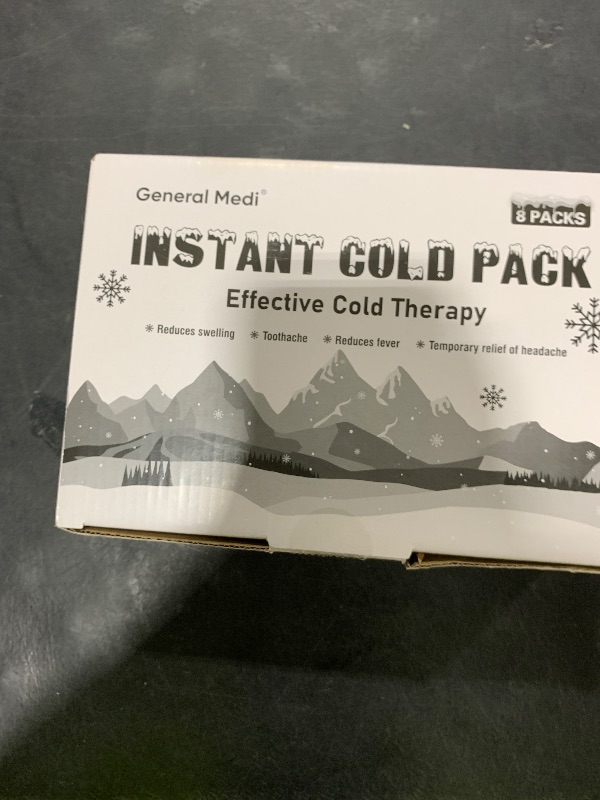 General Medi®
8 PACKS
INSTANT COLD PACK
Effective Cold Therapy
Reduces swelling Toothache Reduces fever Temporary relief of headache